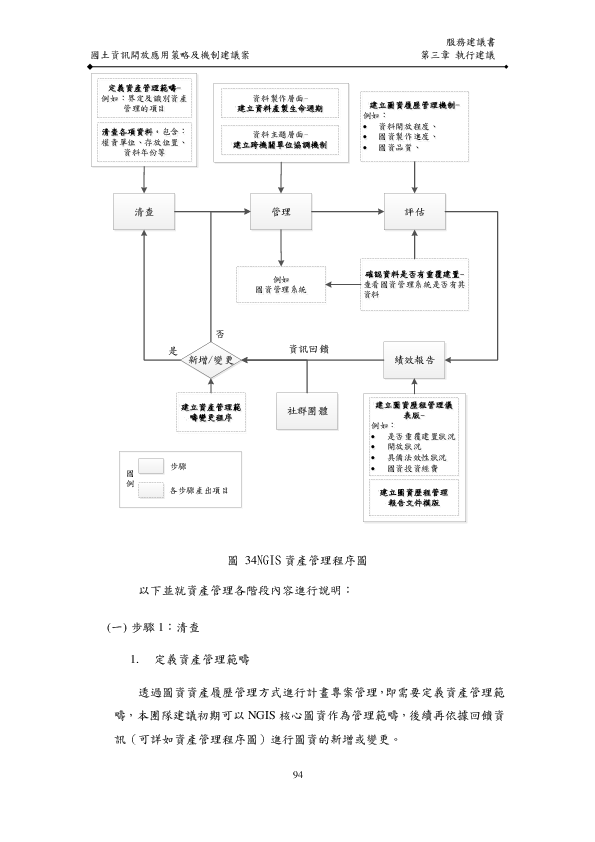 服務建議書
國土資訊開放應用策略及機制建議案
第三章 執行建議
定義資產管理範疇-
例如：界定及識別資產
管理的項目
清查各項資料，包含：
權責單位、存放位置、
資料年份等
資料製作層面-
建立資料產製生命週期
資料主題層面-
建立跨機關單位協調機制
建立圖資履歷管理機制-
例如：
• 資料開放程度、
• 圖資製作進度、
• 圖資品質、
清查
管理
評估
例如
圖資管理系統
確認資料是否有重覆建置-
查看圖資管理系統是否有其
資料
否
是
新增/變更
資訊回饋
績效報告
建立資產管理範
疇變更程序
社群團體
建立圖資歷程管理儀
表版-
例如：
• 是否重覆建置狀況
• 開放狀況
• 具備法效性狀況
• 圖資投資經費
建立圖資歷程管理
報告文件模版
圖
例
步驟
各步驟產出項目
圖 34NGIS 資產管理程序圖
以下並就資產管理各階段內容進行說明：
(一) 步驟 1：清查
1. 定義資產管理範疇
透過圖資資產履歷管理方式進行計畫專案管理，即需要定義資產管理範
疇，本團隊建議初期可以 NGIS 核心圖資作為管理範疇，後續再依據回饋資
訊（可詳如資產管理程序圖）進行圖資的新增或變更。
94